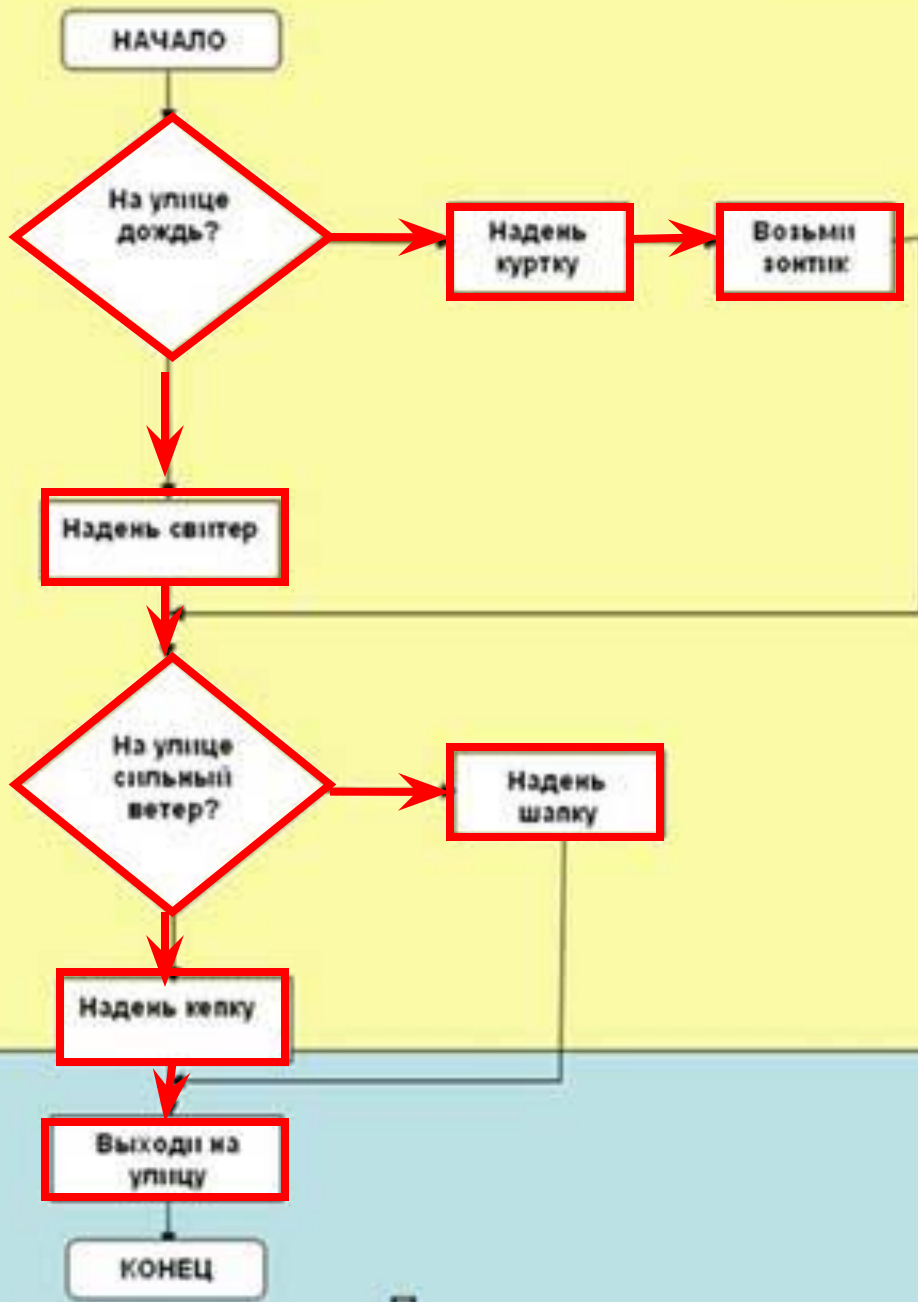 НАЧАЛО
На улице
дождь?
Надень
куртку
Возьми
зонтик
Надень свитер
На улице
сильный
ветер?
Надень
шапку
Надень кепку
Выходи на
улицу
КОНЕЦ